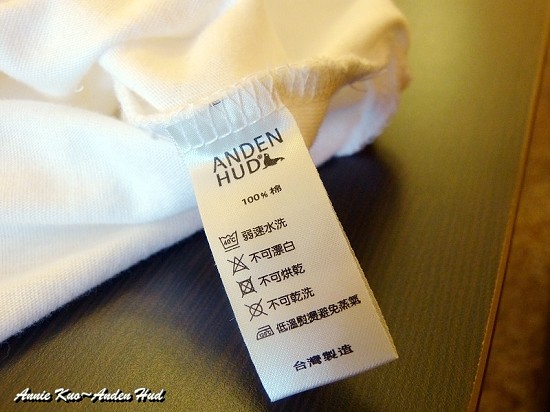 ANDEN
HUD®
100% 棉
40℃ 弱速水洗
不可漂白
不可烘乾
不可乾洗
低溫熨燙避免蒸氣
台灣製造
Annie Kuo~Anden Hud